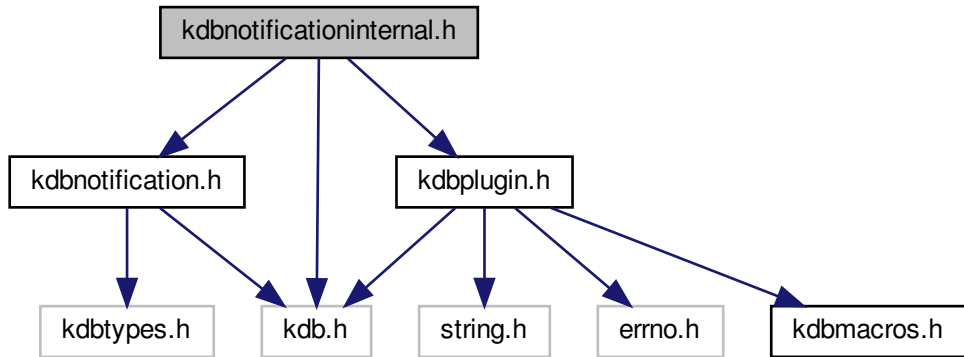 kdbnotificationinternal.h
kdbnotification.h
kdbplugin.h
kdbtypes.h
kdb.h
string.h
errno.h
kdbmacros.h